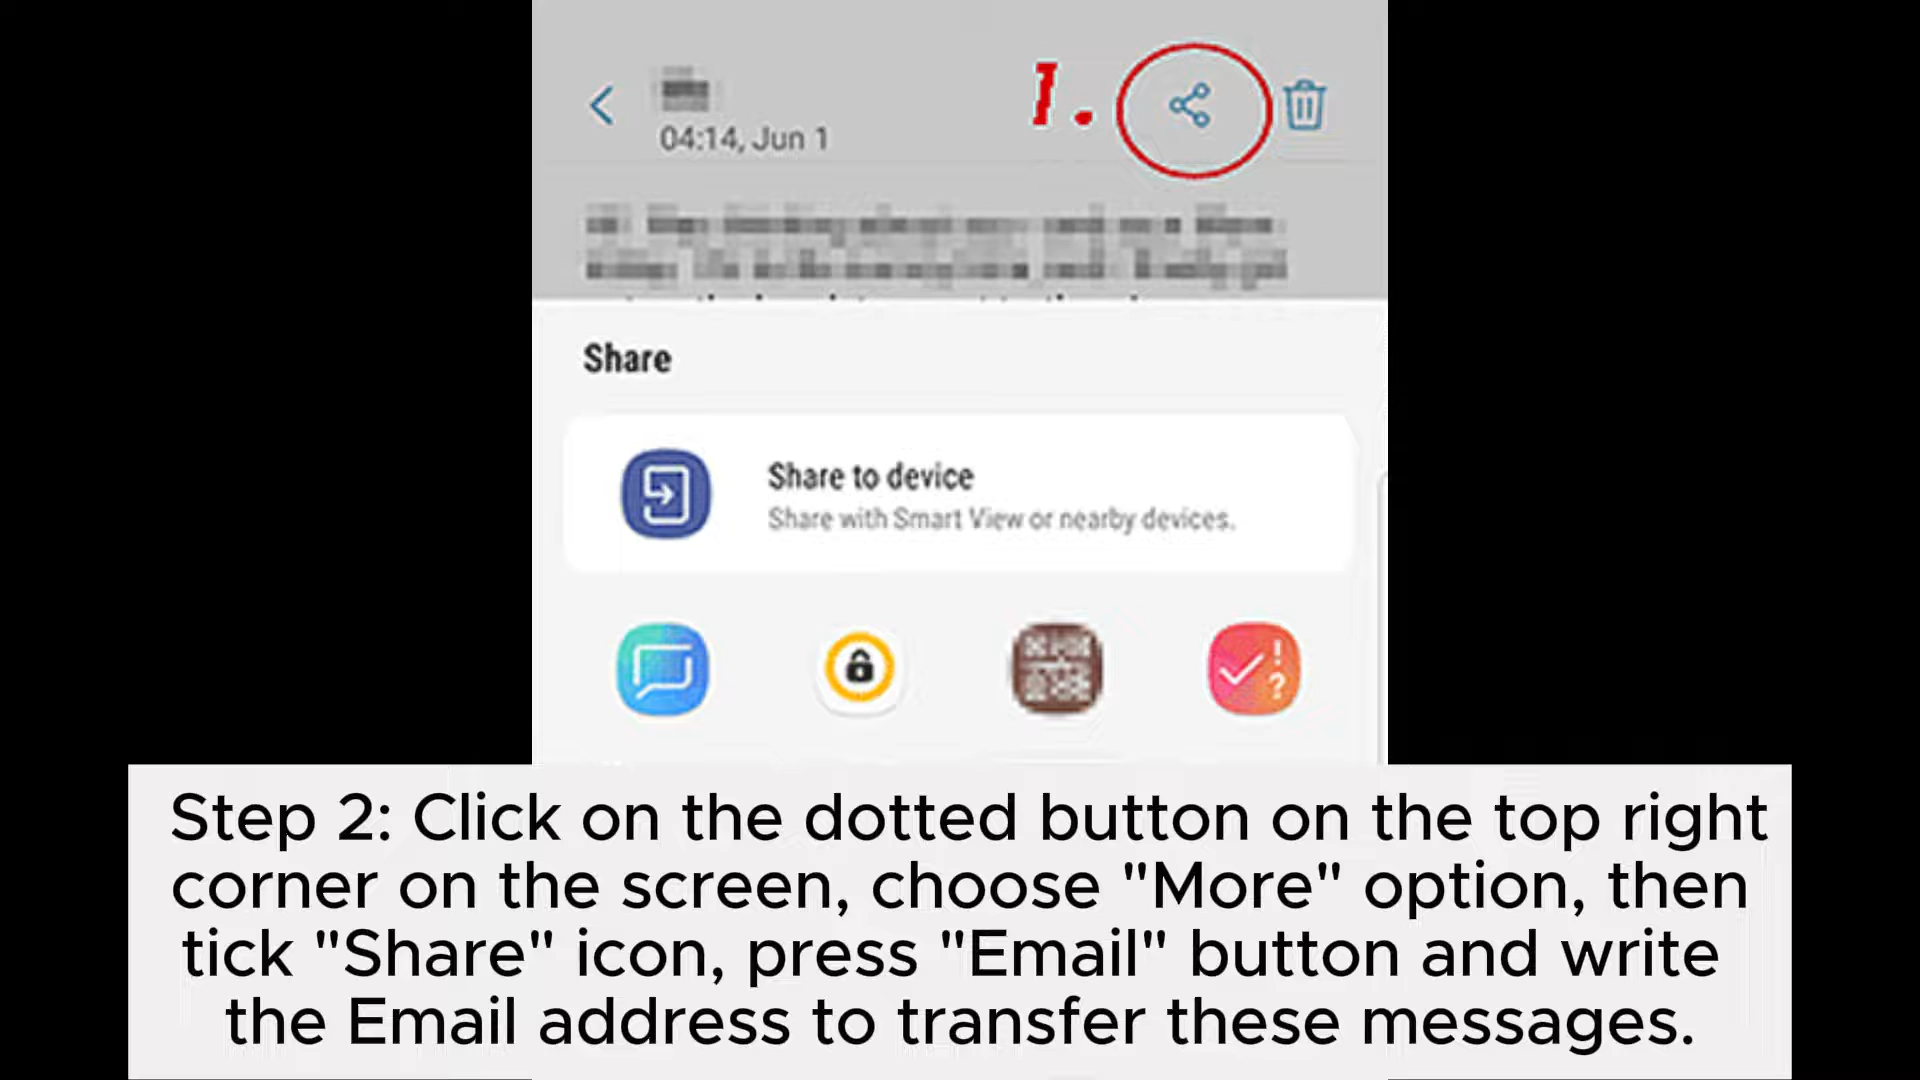 1.
04:14, Jun 1
Share
Share to device
Share with Smart View or nearby devices.
! ?
Step 2: Click on the dotted button on the top right
corner on the screen, choose "More" option, then
tick "Share" icon, press "Email" button and write
the Email address to transfer these messages.